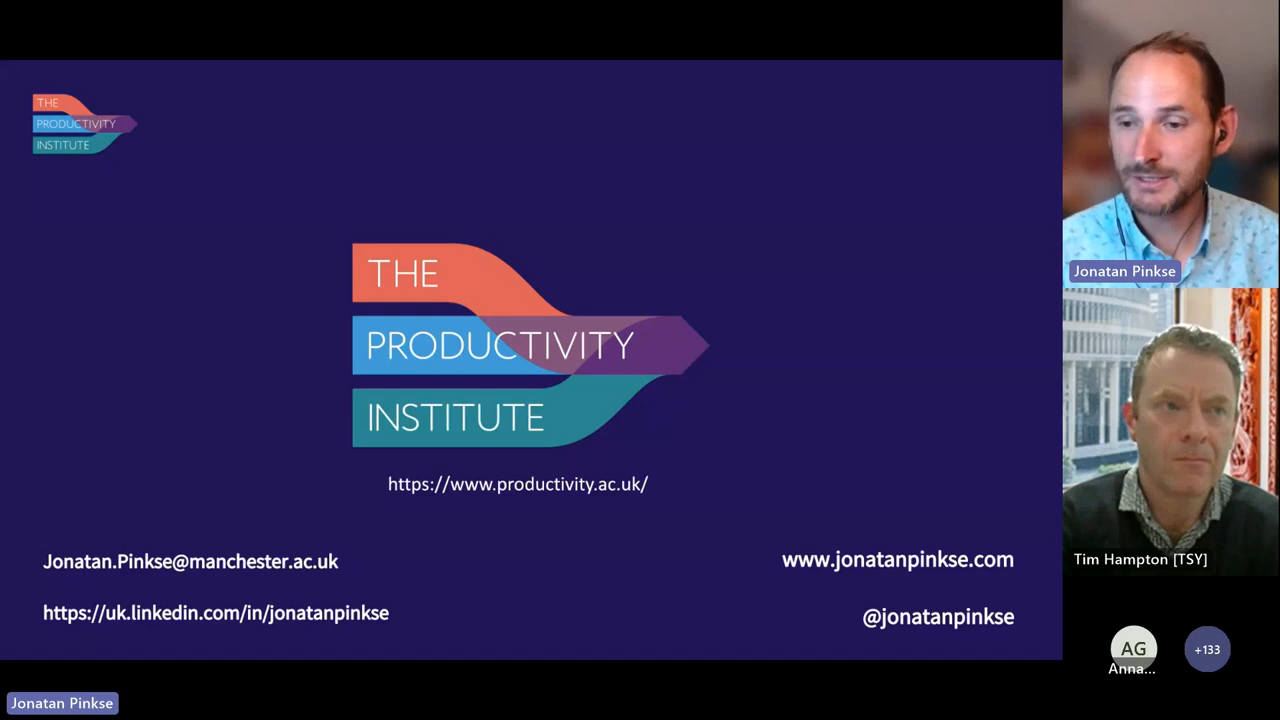 THE
PRODUCTIVITY
INSTITUTE
THE
PRODUCTIVITY
INSTITUTE
https://www.productivity.ac.uk/
Jonatan.Pinkse@manchester.ac.uk
https://uk.linkedin.com/in/jonatanpinkse
www.jonatanpinkse.com
@jonatanpinkse
Jonatan Pinkse
Tim Hampton [TSY]
AG
Anna...
+133
Jonatan Pinkse